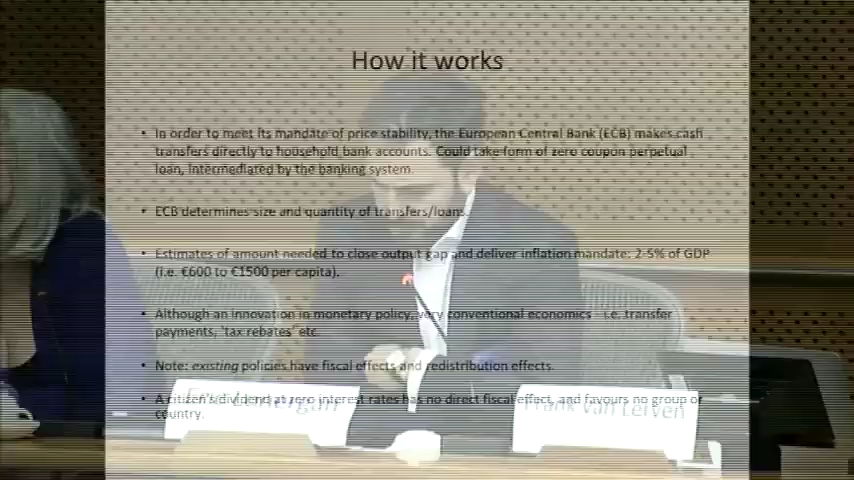 How it works
• In order to meet its mandate of price stability, the European Central Bank (ECB) makes cash
transfers directly to household bank accounts. Could take form of zero coupon perpetual
loan, intermediated by the banking system.
• ECB determines size and quantity of transfers/loans.
• Estimates of amount needed to close output gap and deliver inflation mandate: 2-5% of GDP
(i.e. €600 to €1500 per capita).
• Although an innovation in monetary policy, very conventional economics – i.e. transfer
payments, 'tax rebates' etc.
• Note: existing policies have fiscal effects and redistribution effects.
• A citizen's dividend at zero interest rates has no direct fiscal effect, and favours no group or
country.
Frank van Lerven